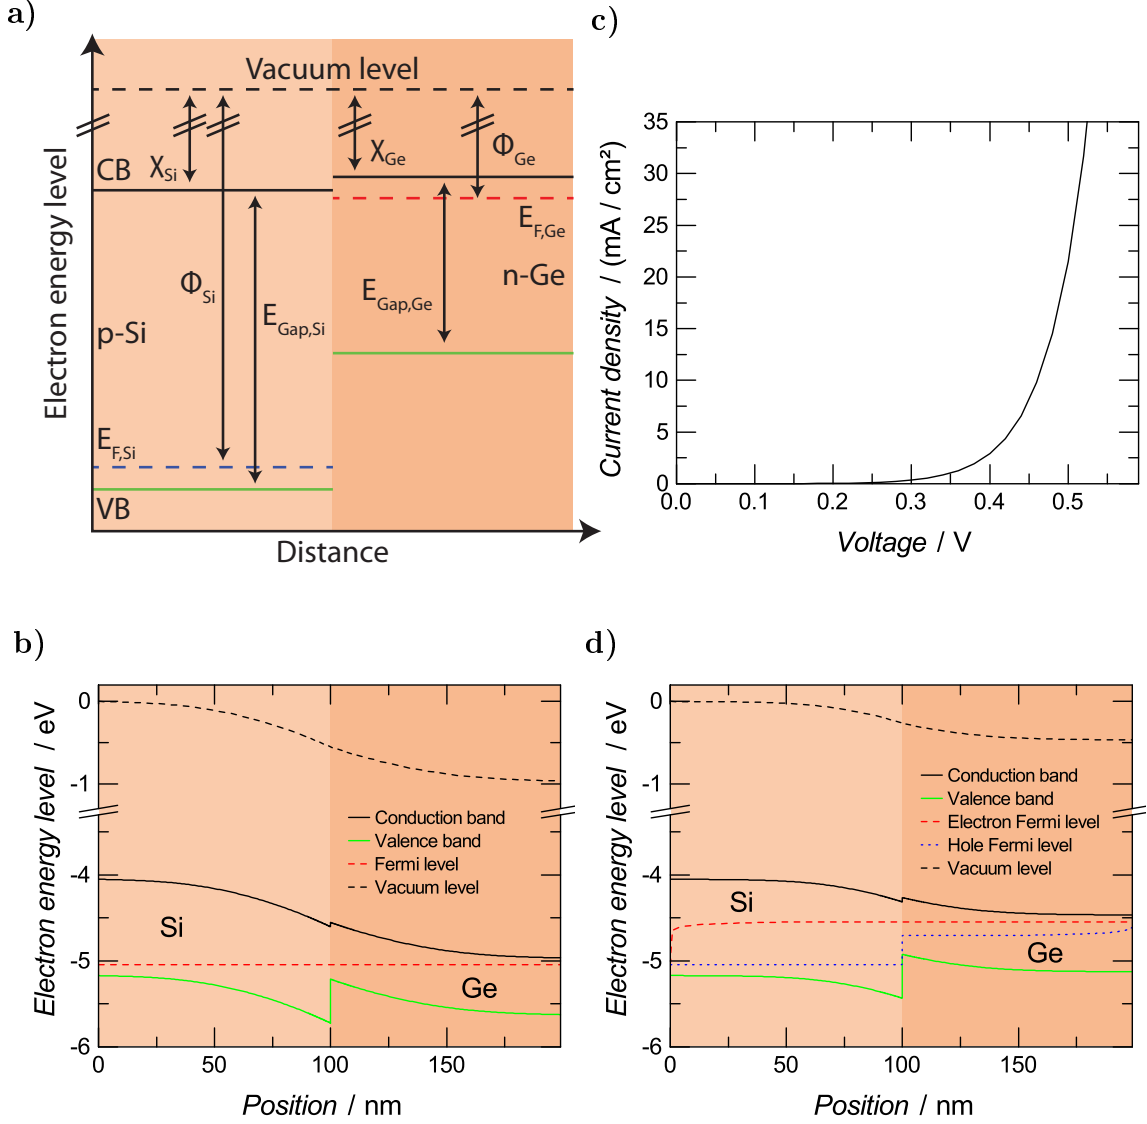 a)
Vacuum level
CB
χSi
χGe
ΦGe
EF,Ge
ΦSi
n-Ge
EGap,Si
EGap,Ge
p-Si
EF,Si
VB
Electron energy level
Distance
c)
35
30
25
20
15
10
5
0
0.0 0.1 0.2 0.3 0.4 0.5
Current density / (mA / cm²)
Voltage / V
b)
0
-1
-4
-5
-6
Conduction band
Valence band
Fermi level
Vacuum level
Si
Ge
0 50 100 150
Electron energy level / eV
Position / nm
d)
0
-1
-4
-5
-6
Conduction band
Valence band
Electron Fermi level
Hole Fermi level
Vacuum level
Si
Ge
0 50 100 150
Electron energy level / eV
Position / nm